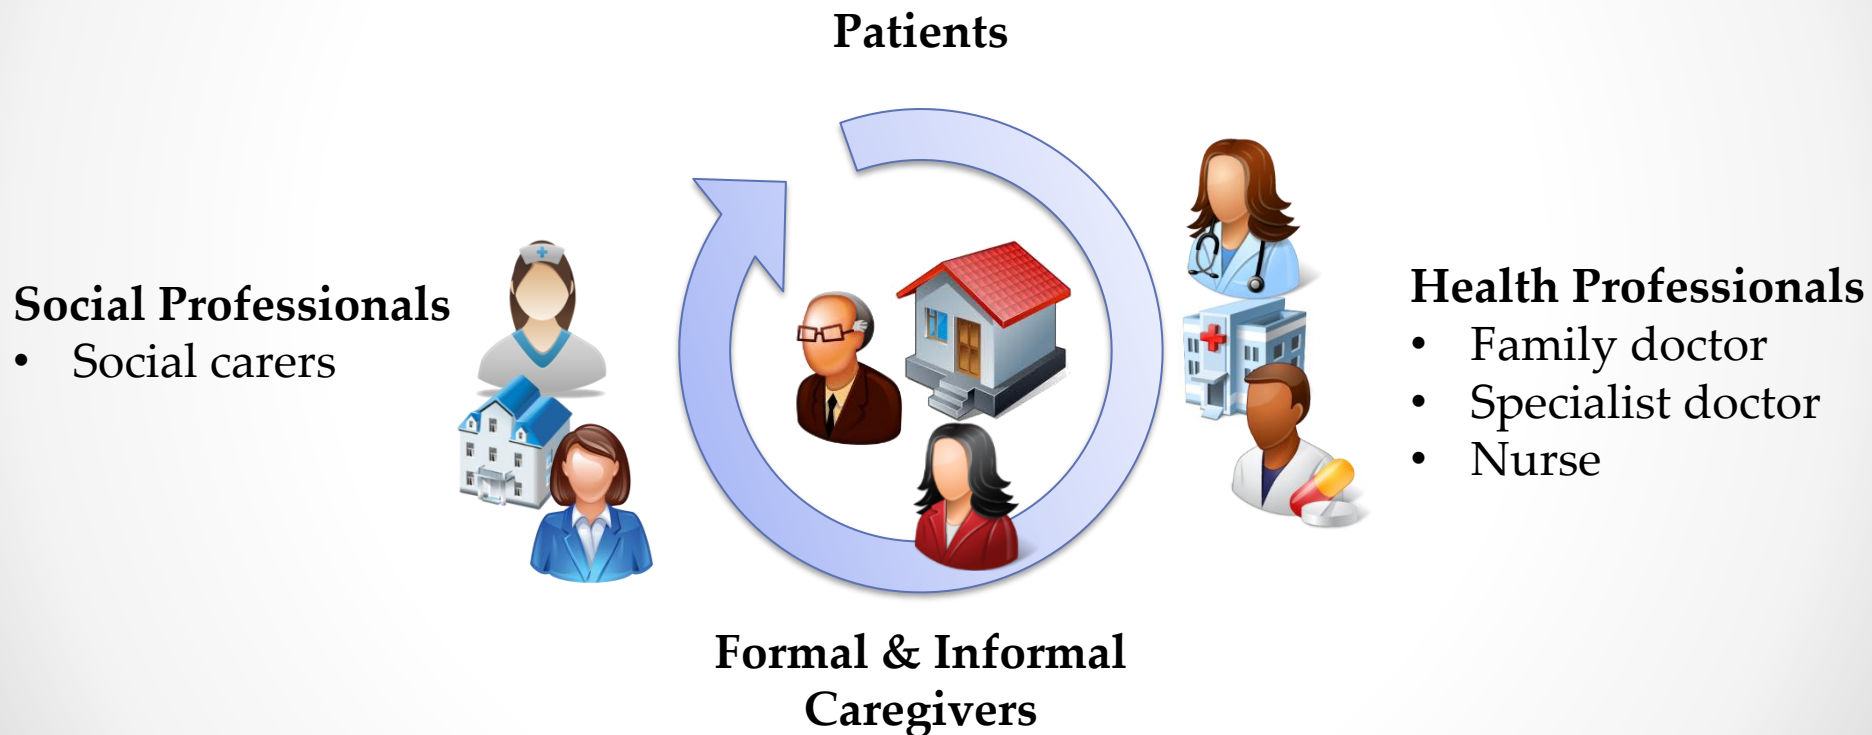 Patients
Social Professionals
• Social carers
Health Professionals
• Family doctor
• Specialist doctor
• Nurse
Formal & Informal
Caregivers